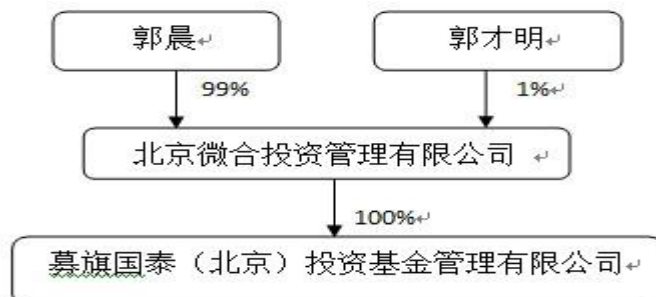 郭晨
郭才明
99%
1%
北京微合投资管理有限公司
100%
募旗国泰（北京）投资基金管理有限公司